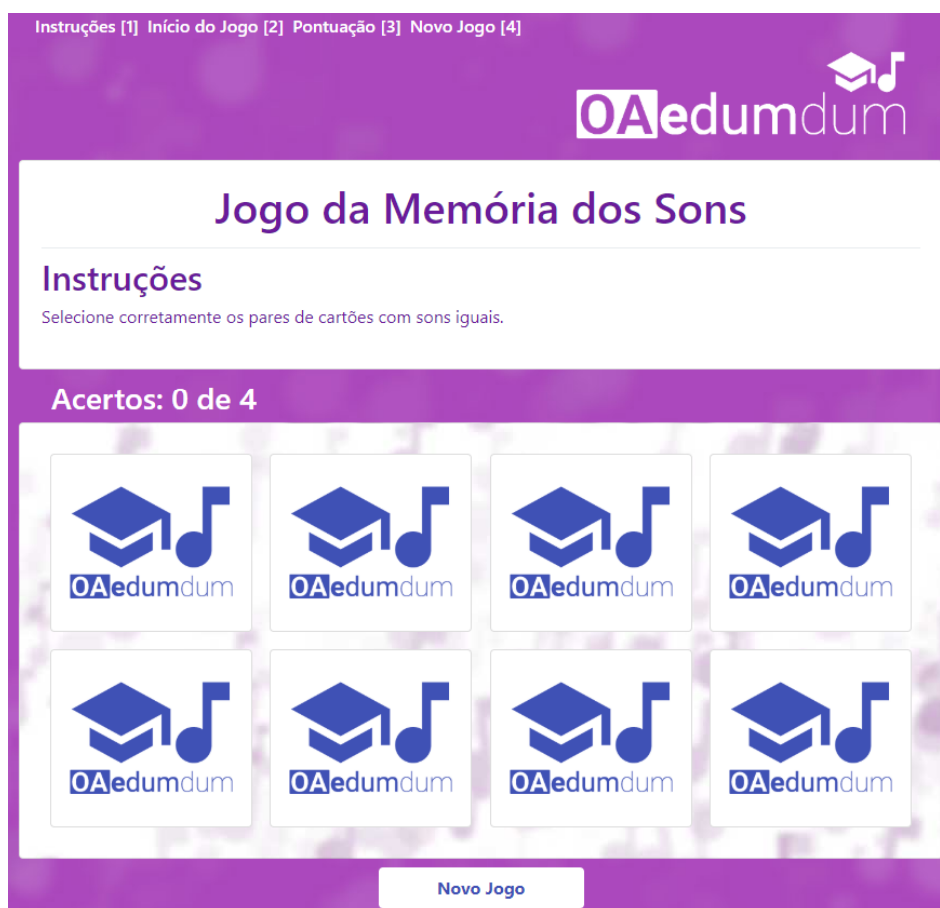 Instruções [1] Início do Jogo [2] Pontuação [3] Novo Jogo [4]
OAedumdum
Jogo da Memória dos Sons
Instruções
Selecione corretamente os pares de cartões com sons iguais.
Acertos: 0 de 4
OAedumdum OAedumdum OAedumdum OAedumdum
OAedumdum OAedumdum OAedumdum OAedumdum
Novo Jogo